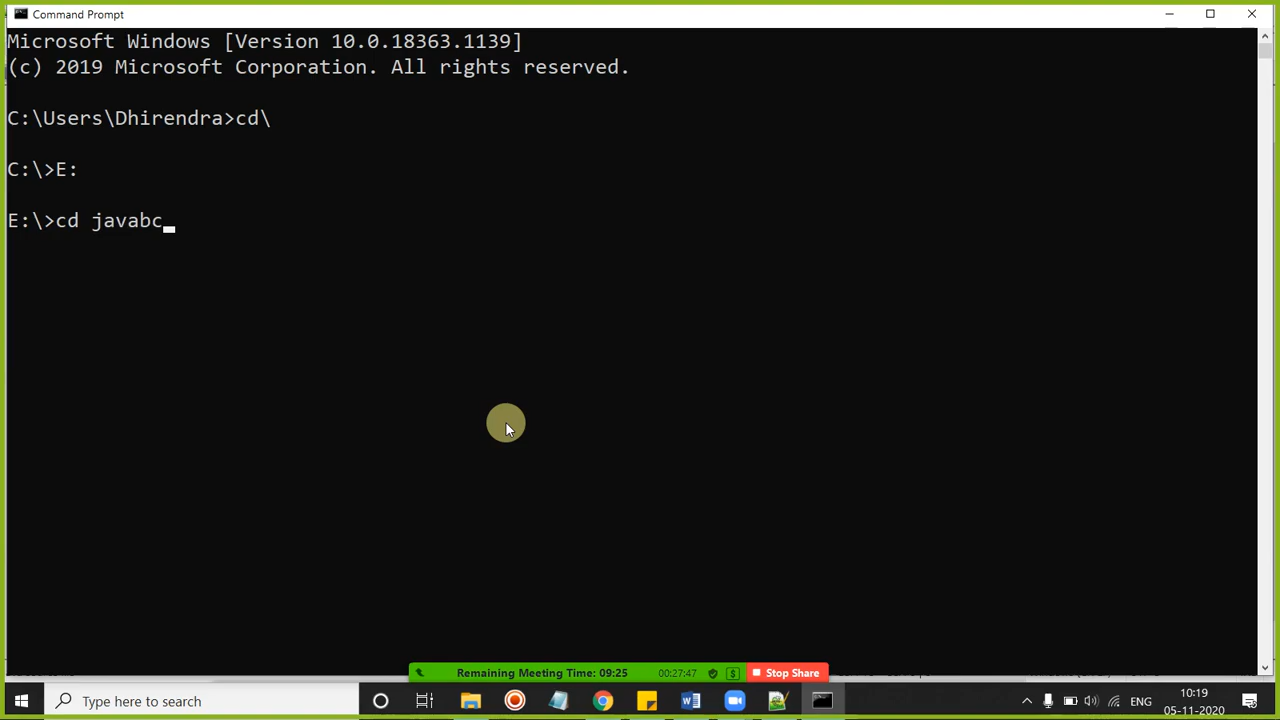 Command Prompt
Microsoft Windows [Version 10.0.18363.1139]
(c) 2019 Microsoft Corporation. All rights reserved.
C:\Users\Dhirendra>cd\
C:\>E:
E:\>cd javabc
Remaining Meeting Time: 09:25
00:27:47
Stop Share
Type here to search
ENG
10:19
05-11-2020